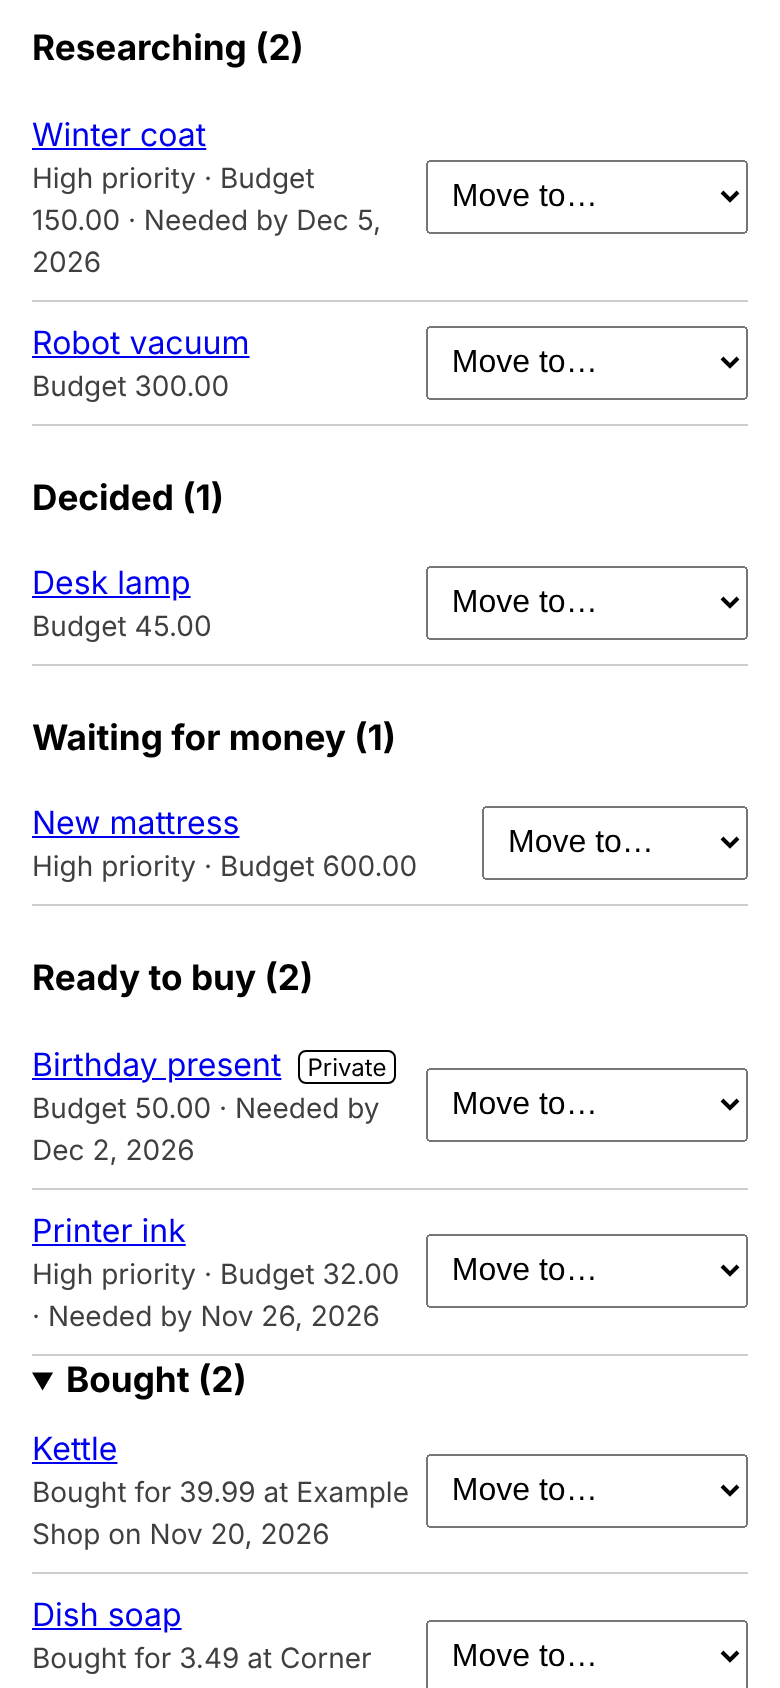 Researching (2)
Winter coat
High priority · Budget
150.00 · Needed by Dec 5,
2026
Move to…
Robot vacuum
Budget 300.00
Move to…
Decided (1)
Desk lamp
Budget 45.00
Move to…
Waiting for money (1)
New mattress
High priority · Budget 600.00
Move to…
Ready to buy (2)
Birthday present Private
Budget 50.00 · Needed by
Dec 2, 2026
Move to…
Printer ink
High priority · Budget 32.00
· Needed by Nov 26, 2026
Move to…
▼ Bought (2)
Kettle
Bought for 39.99 at Example
Shop on Nov 20, 2026
Move to…
Dish soap
Bought for 3.49 at Corner
Move to…